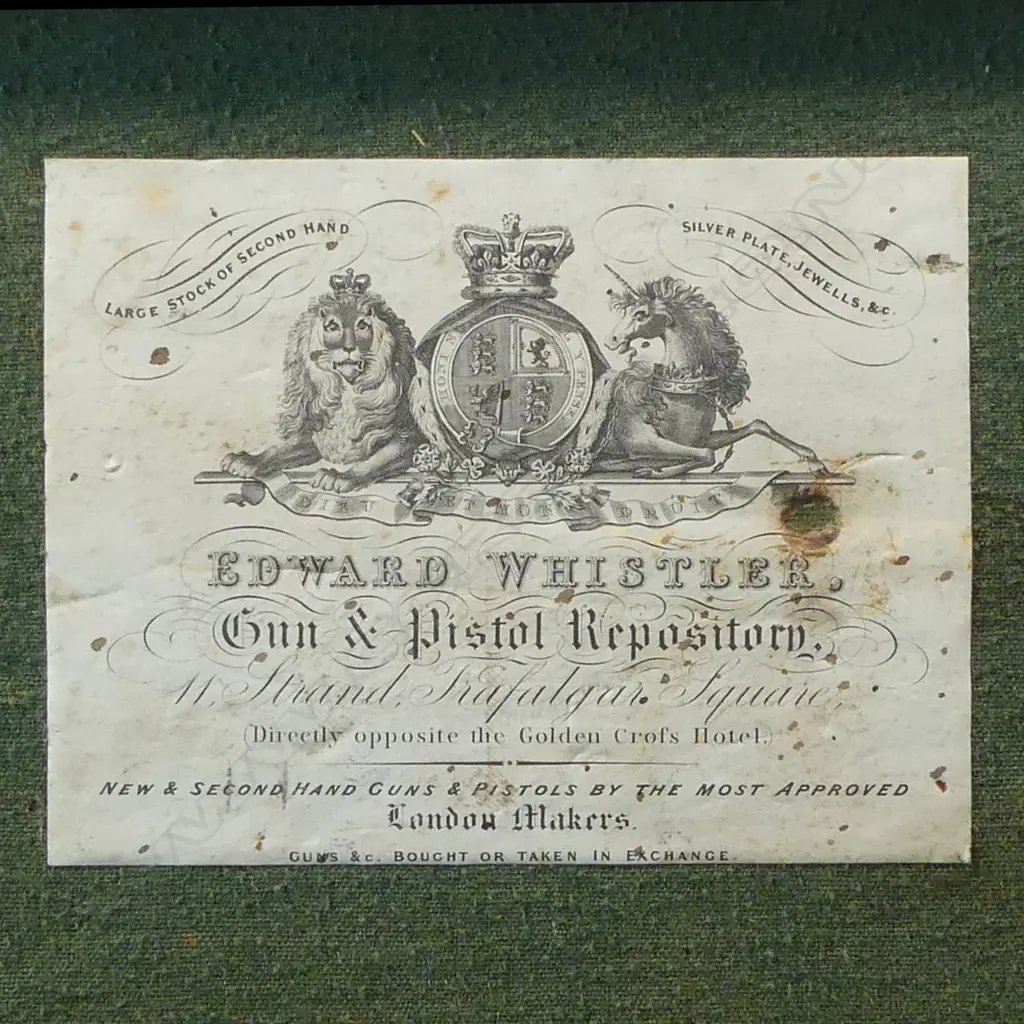 LARGE STOCK OF SECOND HAND
SILVER PLATE, JEWELLS, &c.
DIEU ET MON DROIT
EDWARD WHISTLER,
Gun & Pistol Repository,
11, Strand, Trafalgar Square,
(Directly opposite the Golden Crofs Hotel.)
NEW & SECOND HAND GUNS & PISTOLS BY THE MOST APPROVED
London Makers.
GUNS &c. BOUGHT OR TAKEN IN EXCHANGE.